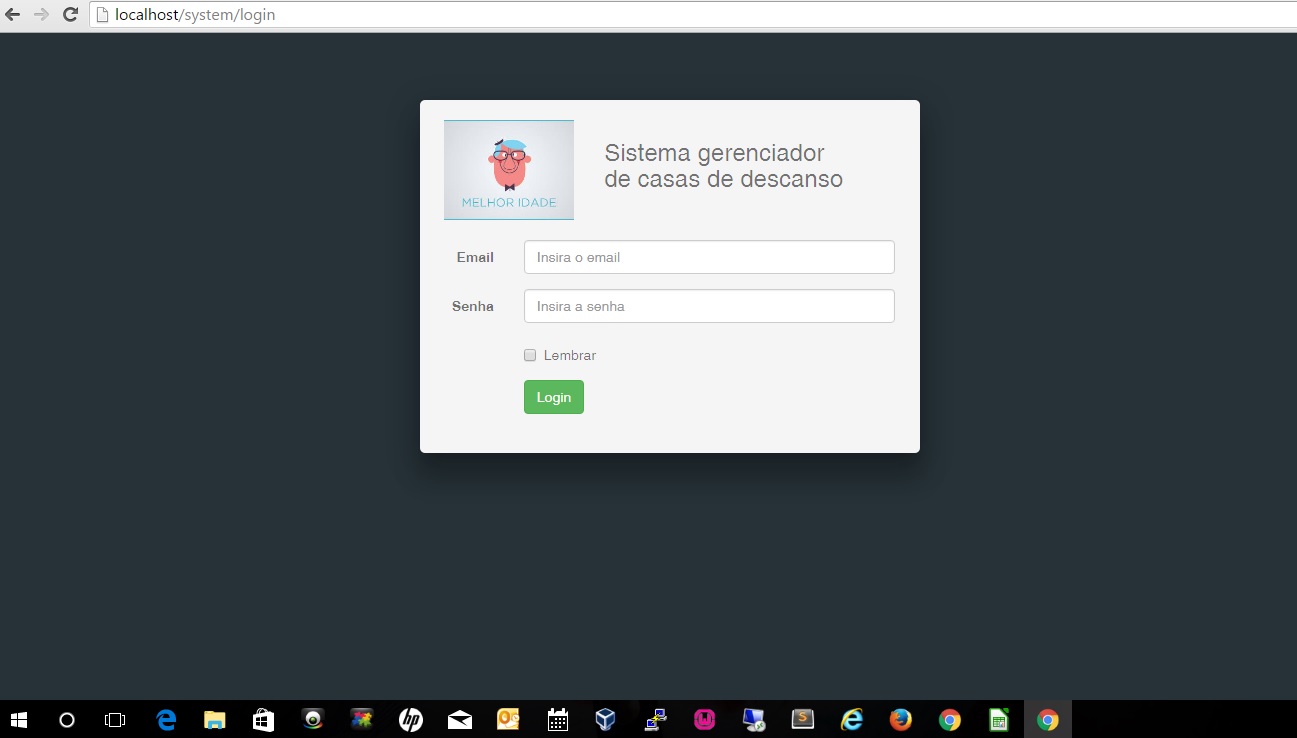 localhost/system/login
MELHOR IDADE
Sistema gerenciador
de casas de descanso
Email
Insira o email
Senha
Insira a senha
Lembrar
Login
hp
S